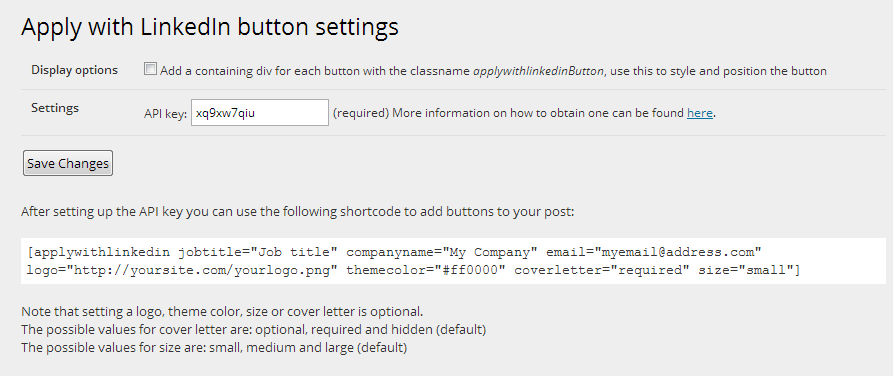 Apply with LinkedIn button settings
Display options Add a containing div for each button with the classname applywithlinkedinButton, use this to style and position the button
Settings API key: xq9xw7qiu (required) More information on how to obtain one can be found here.
Save Changes
After setting up the API key you can use the following shortcode to add buttons to your post:
[applywithlinkedin jobtitle="Job title" companyname="My Company" email="myemail@address.com"
logo="http://yoursite.com/yourlogo.png" themecolor="#ff0000" coverletter="required" size="small"]
Note that setting a logo, theme color, size or cover letter is optional.
The possible values for cover letter are: optional, required and hidden (default)
The possible values for size are: small, medium and large (default)